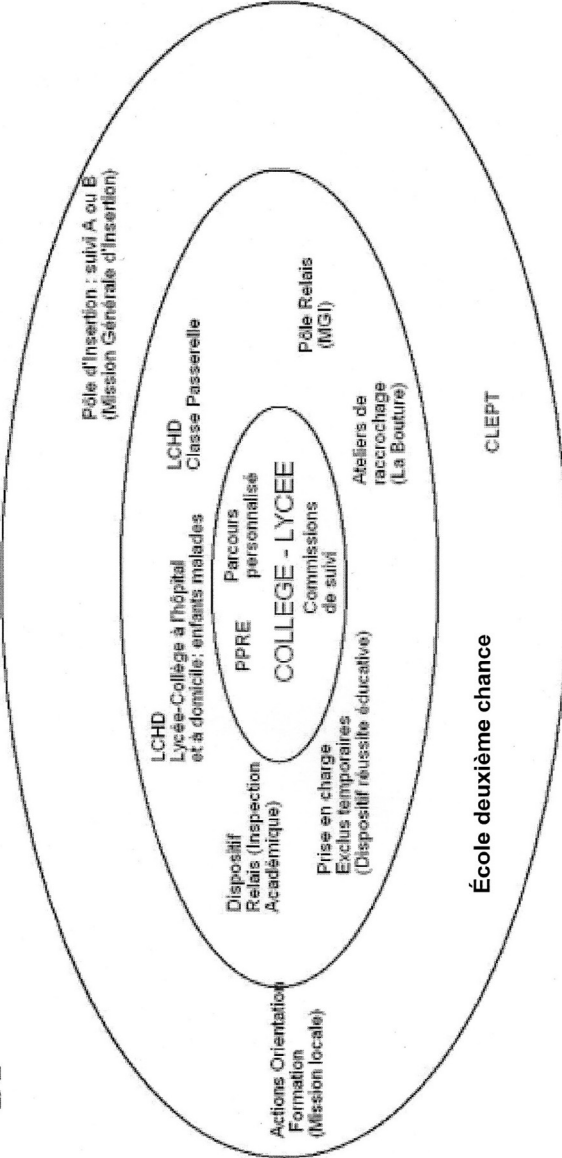 Pôle d'Insertion : suivi A ou B
(Mission Générale d'Insertion)
LCHD
Lycée-Collège à l'hôpital
et à domicile; enfants malades
LCHD
Classe Passerelle
Dispositif
Relais (Inspection
Académique)
PPRE
Parcours
personnalisé
COLLEGE - LYCEE
Commissions
de suivi
Pôle Relais
(MGI)
Actions Orientation
Formation
(Mission locale)
Prise en charge
Exclus temporaires
(Dispositif réussite éducative)
Ateliers de
raccrochage
(La Bouture)
École deuxième chance
CLEPT